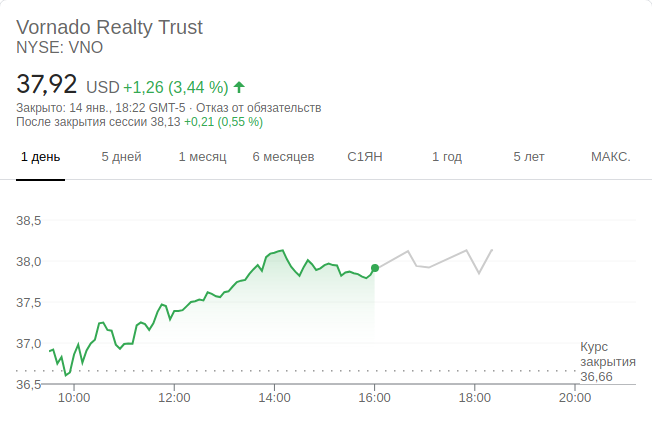 Vornado Realty Trust
NYSE: VNO
37,92 USD +1,26 (3,44 %)
Закрыто: 14 янв., 18:22 GMT-5 · Отказ от обязательств
После закрытия сессии 38,13 +0,21 (0,55 %)
1 день 5 дней 1 месяц 6 месяцев С1ЯН 1 год 5 лет МАКС.
38,5
38,0
37,5
37,0
Курс
закрытия
36,66
36,5
10:00 12:00 14:00 16:00 18:00 20:00